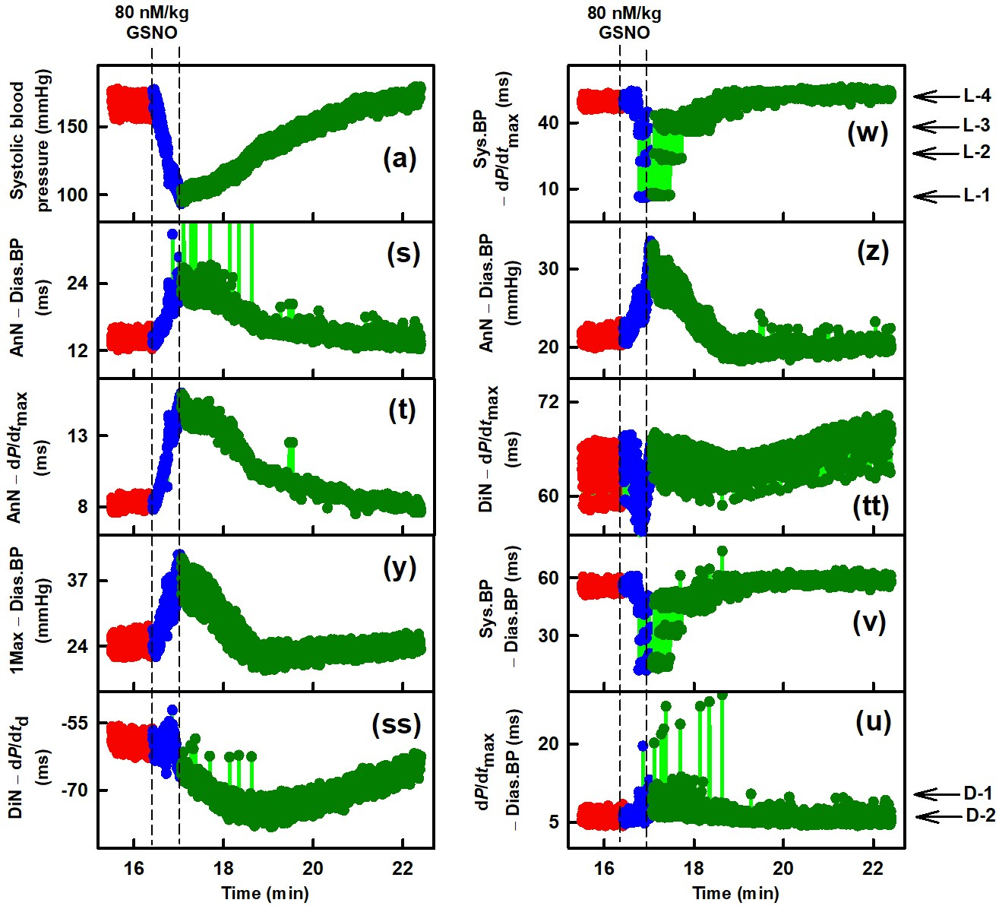 80 nM/kg
GSNO
80 nM/kg
GSNO
Systolic blood
pressure (mmHg)
150
100
(a)
Sys.BP
– dP/dtmax (ms)
40
10
(w)
L-4
L-3
L-2
L-1
AnN – Dias.BP
(ms)
24
12
(s)
AnN – Dias.BP
(mmHg)
30
20
(z)
AnN – dP/dtmax
(ms)
13
8
(t)
DiN – dP/dtmax
(ms)
72
60
(tt)
1Max – Dias.BP
(mmHg)
37
24
(y)
Sys.BP
– Dias.BP (ms)
60
30
(v)
DiN – dP/dtd
(ms)
-55
-70
(ss)
dP/dtmax
– Dias.BP (ms)
20
5
(u)
D-1
D-2
16 18 20 22
Time (min)
16 18 20 22
Time (min)